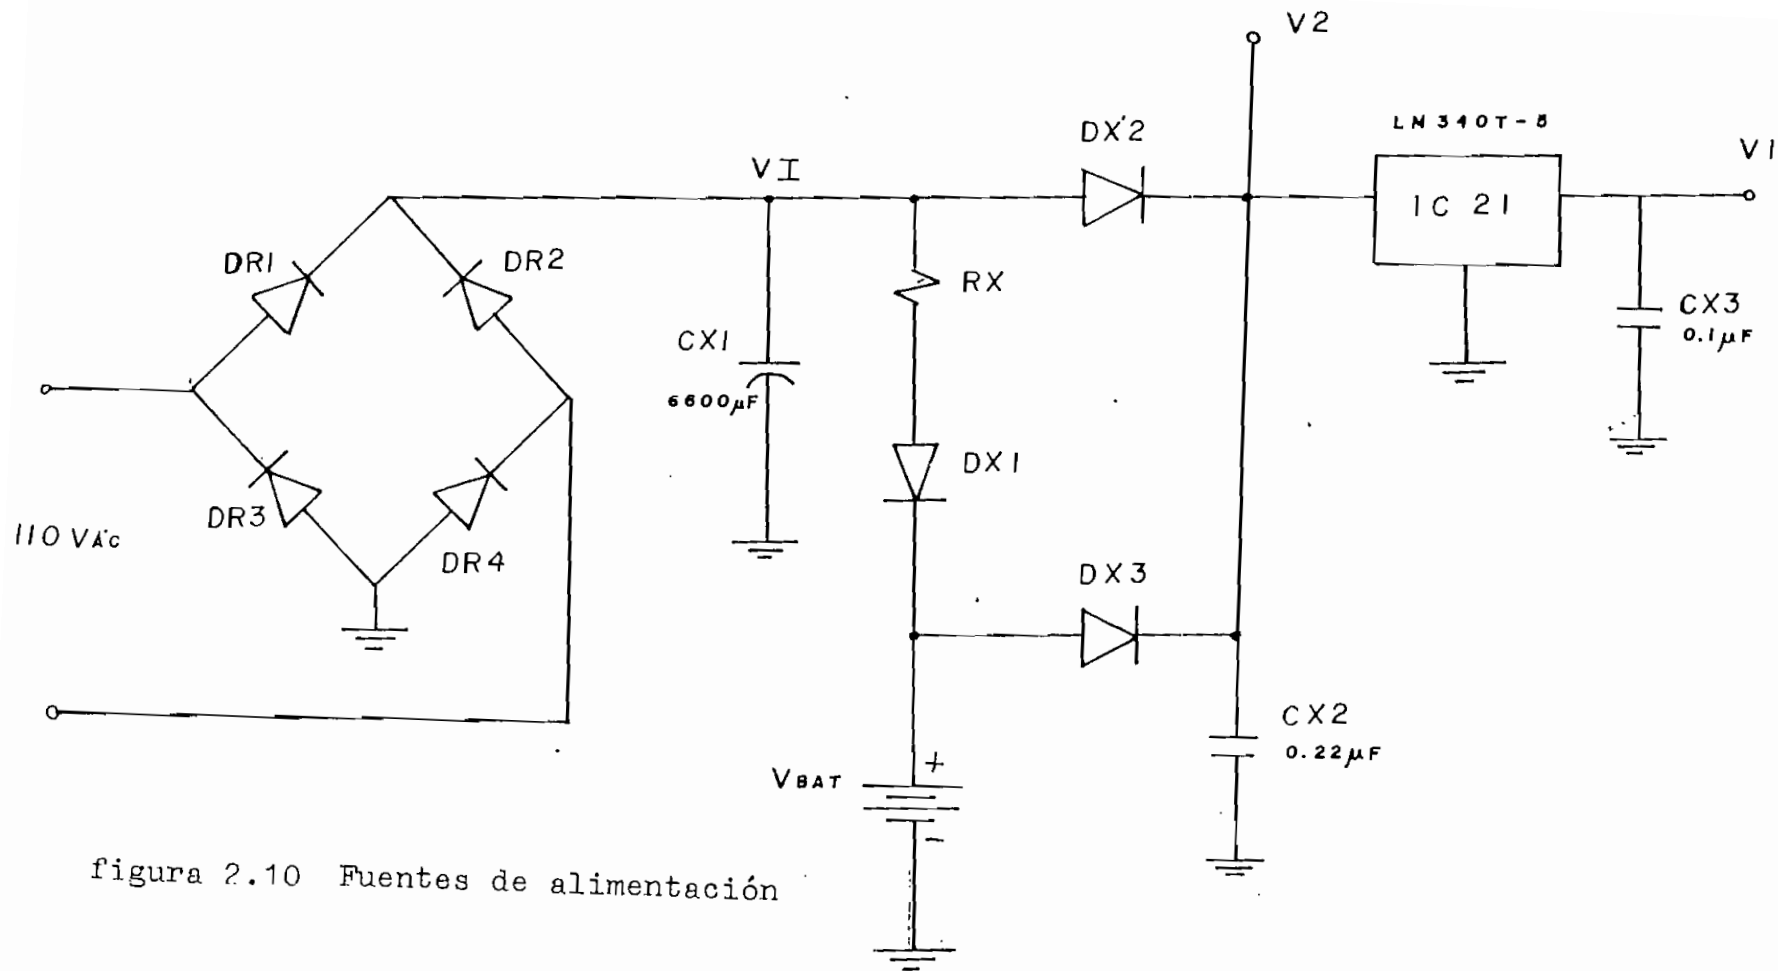 V2
DX2
LM340T-5
V1
VI
IC 21
DR1
DR2
RX
CX3
0.1µF
CX1
6600µF
DX1
DR3
110 VAC
DR4
DX3
CX2
0.22µF
VBAT
+
-
figura 2.10 Fuentes de alimentación